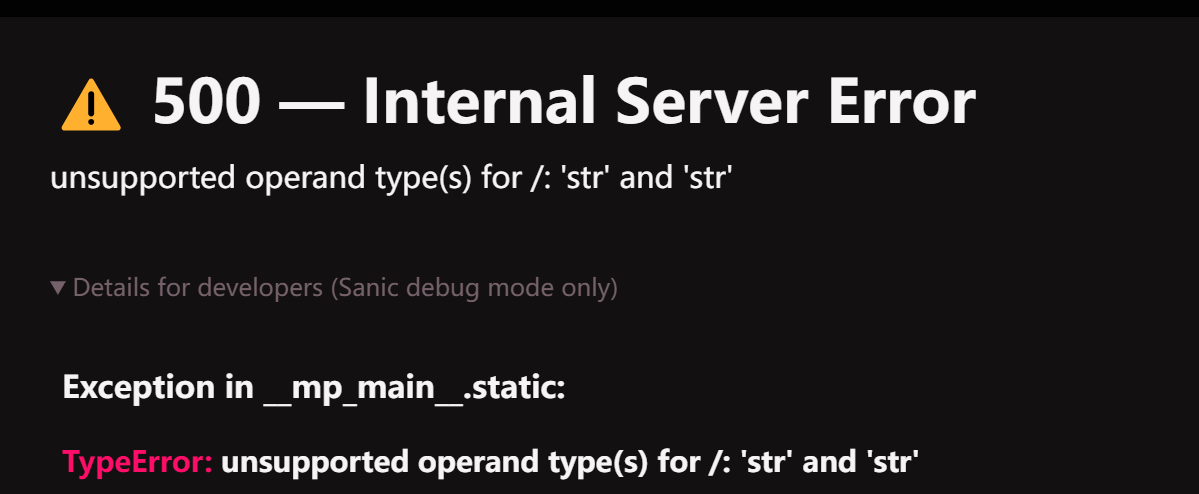 500 — Internal Server Error
unsupported operand type(s) for /: 'str' and 'str'
▼ Details for developers (Sanic debug mode only)
Exception in __mp_main__.static:
TypeError: unsupported operand type(s) for /: 'str' and 'str'